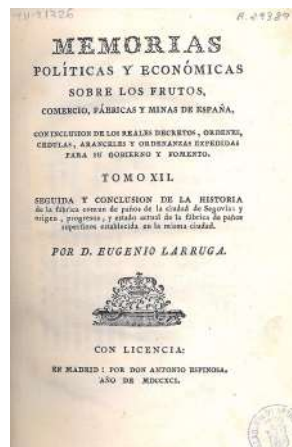 MEMORIAS
POLÍTICAS Y ECONÓMICAS
SOBRE LOS FRUTOS,
COMERCIO, FÁBRICAS Y MINAS DE ESPAÑA,
CON INCLUSION DE LOS REALES DECRETOS, ORDENES,
CEDULAS, ARANCELES Y ORDENANZAS EXPEDIDAS
PARA SU GOBIERNO Y FOMENTO.
TOMO XII.
SEGUIDA Y CONCLUSION DE LA HISTORIA
de la fábrica comun de paños de la ciudad de Segovia: y
origen, progresos, y estado actual de la fábrica de paños
superfinos establecida en la misma ciudad.
POR D. EUGENIO LARRUGA.
CON LICENCIA:
EN MADRID: POR DON ANTONIO ESPINOSA,
AÑO DE MDCCXCI.